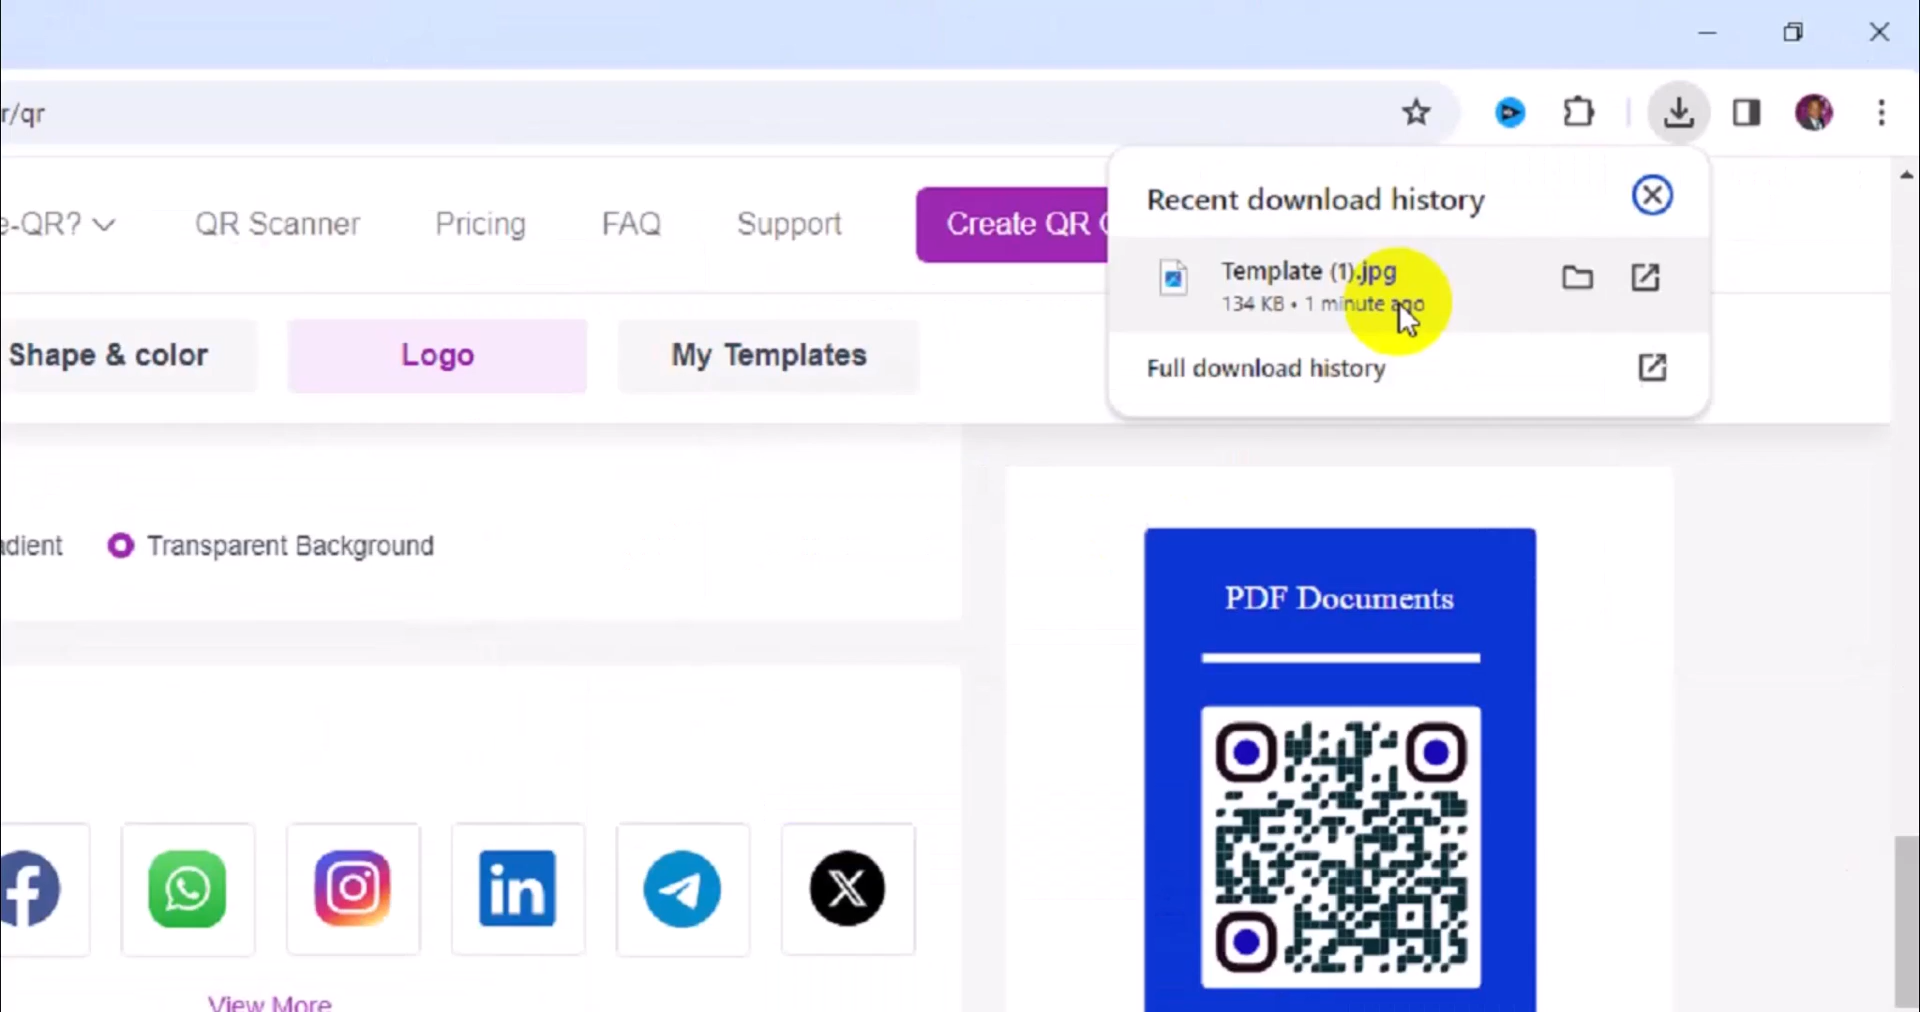 r/qr
e-QR?
QR Scanner
Pricing
FAQ
Support
Create QR
Recent download history
Template (1).jpg
134 KB • 1 minute ago
Full download history
Shape & color
Logo
My Templates
adient
Transparent Background
PDF Documents
View More